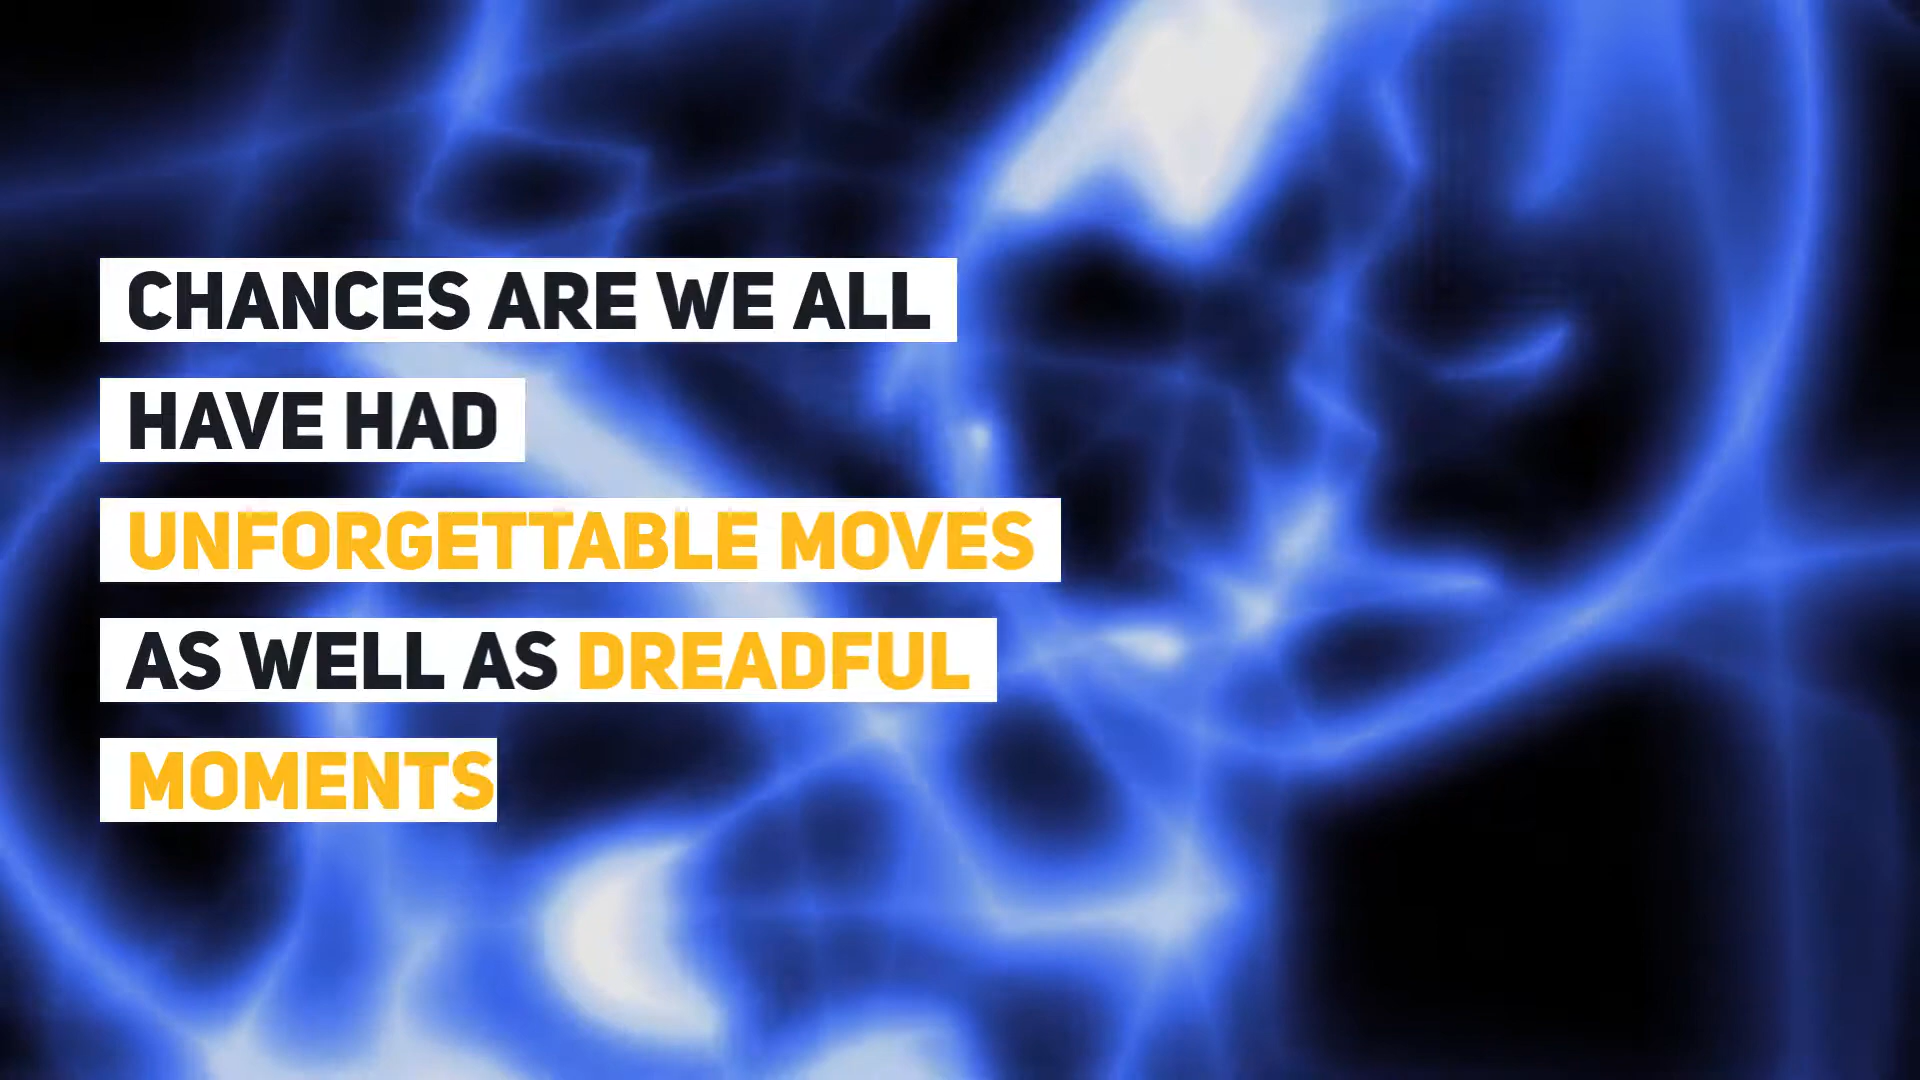 CHANCES ARE WE ALL
HAVE HAD
UNFORGETTABLE MOVES
AS WELL AS DREADFUL
MOMENTS